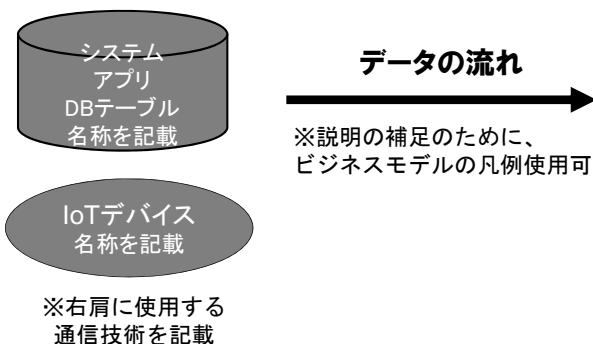 システム
アプリ
DBテーブル
名称を記載
データの流れ
※説明の補足のために、
ビジネスモデルの凡例使用可
IoTデバイス
名称を記載
※右肩に使用する
通信技術を記載